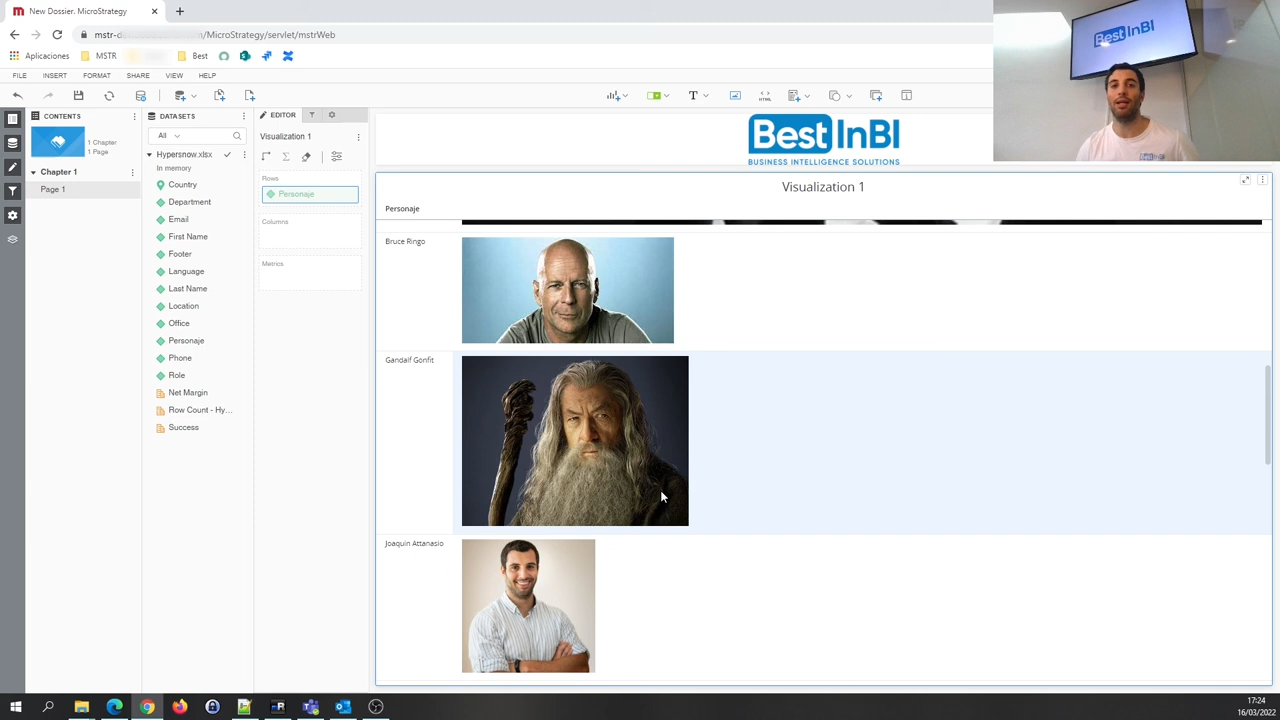 New Dossier. MicroStrategy
/MicroStrategy/servlet/mstrWeb
Aplicaciones
MSTR
Best
FILE INSERT FORMAT SHARE VIEW HELP
BestInBI
CONTENTS
1 Chapter
1 Page
Chapter 1
Page 1
DATASETS
All
Hypersnow.xlsx
In memory
Country
Department
Email
First Name
Footer
Language
Last Name
Location
Office
Personaje
Phone
Role
Net Margin
Row Count - Hy...
Success
EDITOR
Visualization 1
Rows
Personaje
Columns
Metrics
BestInBI
BUSINESS INTELLIGENCE SOLUTIONS
Visualization 1
Personaje
Bruce Ringo
Gandalf Gonfit
Joaquin Attanasio
17:24
16/03/2022